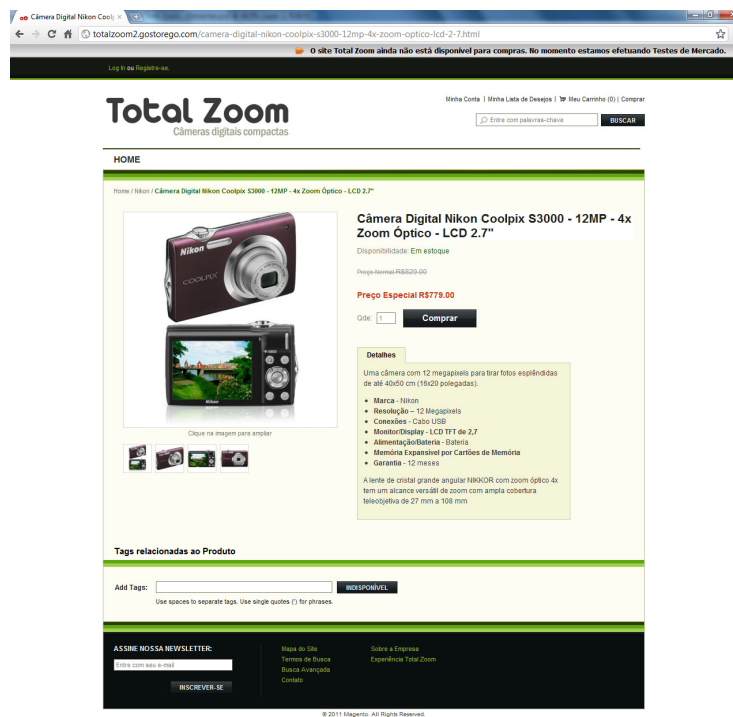 Câmera Digital Nikon Coolp
totalzoom2.gostorego.com/camera-digital-nikon-coolpix-s3000-12mp-4x-zoom-optico-lcd-2-7.html
O site Total Zoom ainda não está disponível para compras. No momento estamos efetuando Testes de Mercado.
Log In ou Registre-se.
Minha Conta | Minha Lista de Desejos | Meu Carrinho (0) | Comprar
Total Zoom
Câmeras digitais compactas
Entre com palavras-chave
BUSCAR
HOME
Home / Nikon / Câmera Digital Nikon Coolpix S3000 - 12MP - 4x Zoom Óptico - LCD 2.7"
Câmera Digital Nikon Coolpix S3000 - 12MP - 4x
Zoom Óptico - LCD 2.7"
Disponibilidade: Em estoque
Preço Normal R$829.00
Preço Especial R$779.00
Qde: 1 Comprar
Nikon
COOLPIX
Nikon
Clique na imagem para ampliar
Detalhes
Uma câmera com 12 megapixels para tirar fotos esplêndidas
de até 40x50 cm (16x20 polegadas).
Marca - Nikon
Resolução – 12 Megapixels
Conexões - Cabo USB
Monitor/Display - LCD TFT de 2,7
Alimentação/Bateria - Bateria
Memória Expansível por Cartões de Memória
Garantia - 12 meses
A lente de cristal grande angular NIKKOR com zoom óptico 4x
tem um alcance versátil de zoom com ampla cobertura
teleobjetiva de 27 mm a 108 mm
Tags relacionadas ao Produto
Add Tags:
INDISPONÍVEL
Use spaces to separate tags. Use single quotes (') for phrases.
ASSINE NOSSA NEWSLETTER:
Entre com seu e-mail
INSCREVER-SE
Mapa do Site
Termos de Busca
Busca Avançada
Contato
Sobre a Empresa
Experiência Total Zoom
© 2011 Magento. All Rights Reserved.